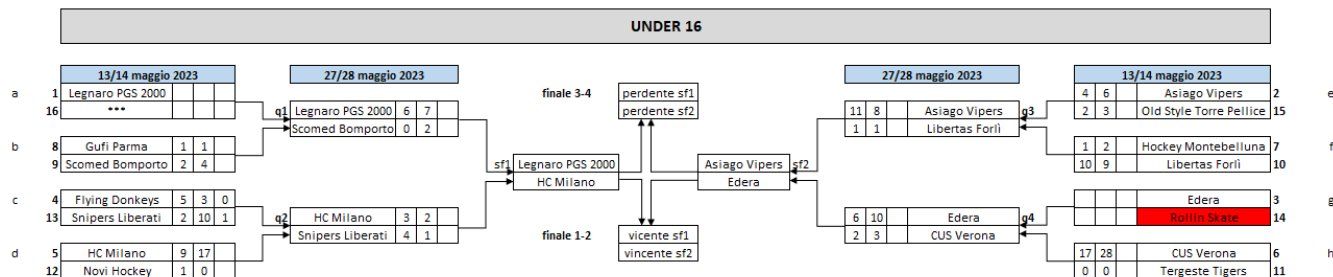 UNDER 16
13/14 maggio 2023 27/28 maggio 2023 27/28 maggio 2023 13/14 maggio 2023
a 1 Legnaro PGS 2000 finale 3-4 perdente sf1 4 6 Asiago Vipers 2 e
16 *** q1 Legnaro PGS 2000 6 7 perdente sf2 11 8 Asiago Vipers q3 2 3 Old Style Torre Pellice 15
Scomed Bomporto 0 2 1 1 Libertas Forlì
b 8 Gufi Parma 1 1 1 2 Hockey Montebelluna 7 f
9 Scomed Bomporto 2 4 sf1 Legnaro PGS 2000 Asiago Vipers sf2 10 9 Libertas Forlì 10
HC Milano Edera
c 4 Flying Donkeys 5 3 0 Edera 3 g
13 Snipers Liberati 2 10 1 q2 HC Milano 3 2 6 10 Edera q4 Rollin Skate 14
Snipers Liberati 4 1 finale 1-2 vicente sf1 2 3 CUS Verona
d 5 HC Milano 9 17 vincente sf2 17 28 CUS Verona 6 h
12 Novi Hockey 1 0 0 0 Tergeste Tigers 11